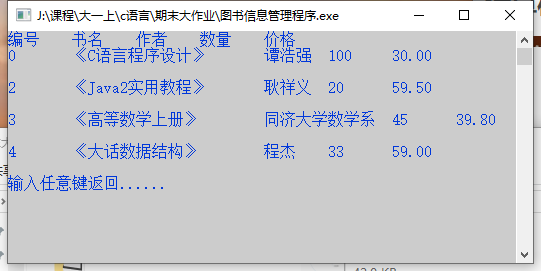 J:\课程\大一上\c语言\期末大作业\图书信息管理程序.exe
编号 书名 作者 数量 价格
0 《C语言程序设计》 谭浩强 100 30.00
2 《Java2实用教程》 耿祥义 20 59.50
3 《高等数学上册》 同济大学数学系 45 39.80
4 《大话数据结构》 程杰 33 59.00
输入任意键返回......